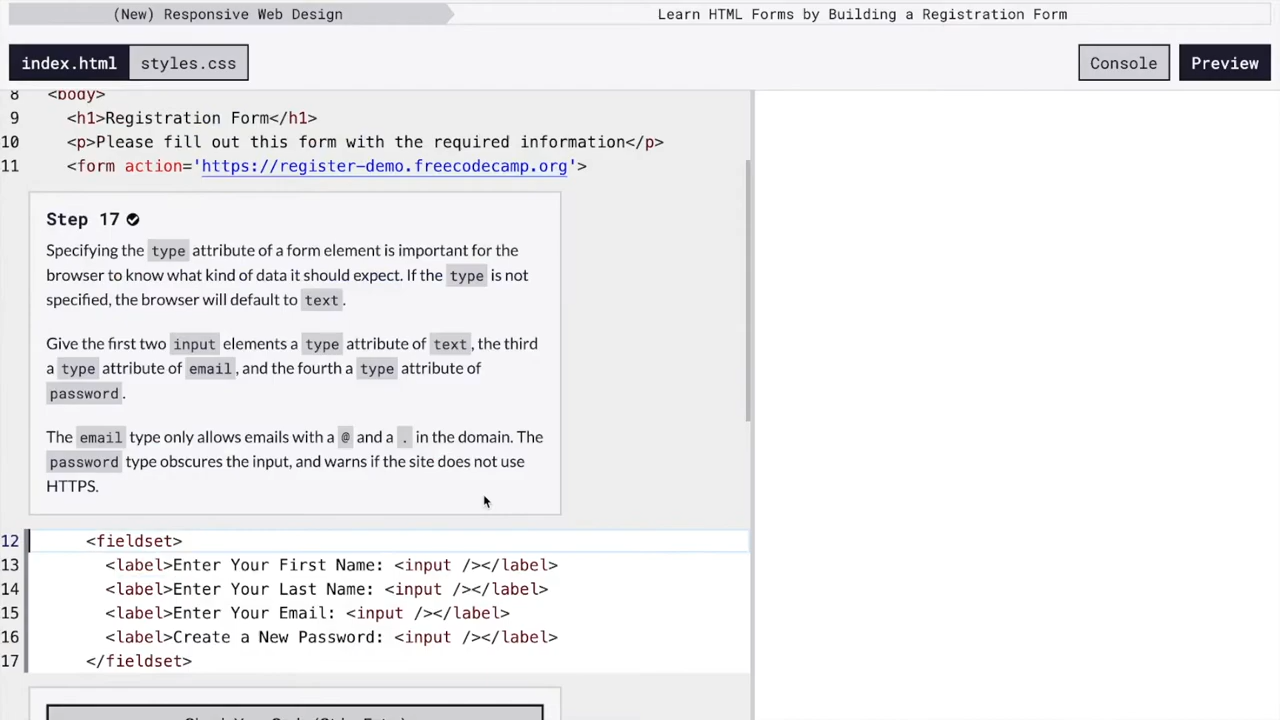 (New) Responsive Web Design
Learn HTML Forms by Building a Registration Form
index.html
styles.css
Console
Preview
8 <body>
9 <h1>Registration Form</h1>
10 <p>Please fill out this form with the required information</p>
11 <form action='https://register-demo.freecodecamp.org'>
Step 17
Specifying the type attribute of a form element is important for the
browser to know what kind of data it should expect. If the type is not
specified, the browser will default to text.
Give the first two input elements a type attribute of text, the third
a type attribute of email, and the fourth a type attribute of
password.
The email type only allows emails with a @ and a . in the domain. The
password type obscures the input, and warns if the site does not use
HTTPS.
12 <fieldset>
13 <label>Enter Your First Name: <input /></label>
14 <label>Enter Your Last Name: <input /></label>
15 <label>Enter Your Email: <input /></label>
16 <label>Create a New Password: <input /></label>
17 </fieldset>